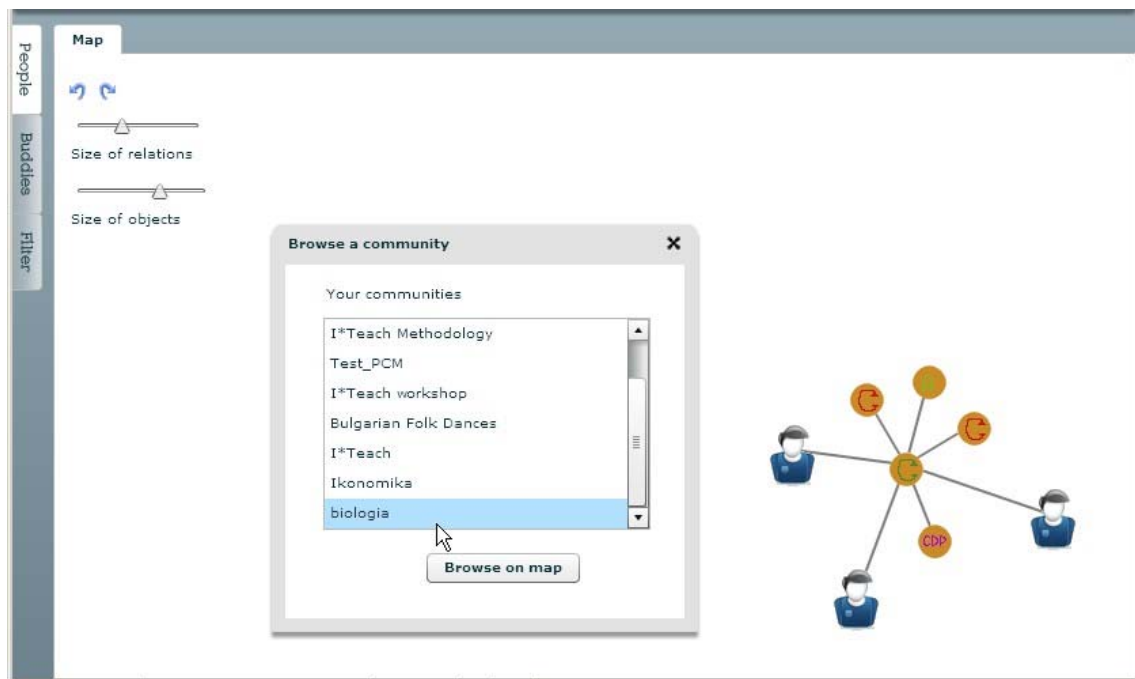 People
Buddies
Filter
Map
Size of relations
Size of objects
Browse a community
Your communities
I*Teach Methodology
Test_PCM
I*Teach workshop
Bulgarian Folk Dances
I*Teach
Ikonomika
biologia
Browse on map
CDP